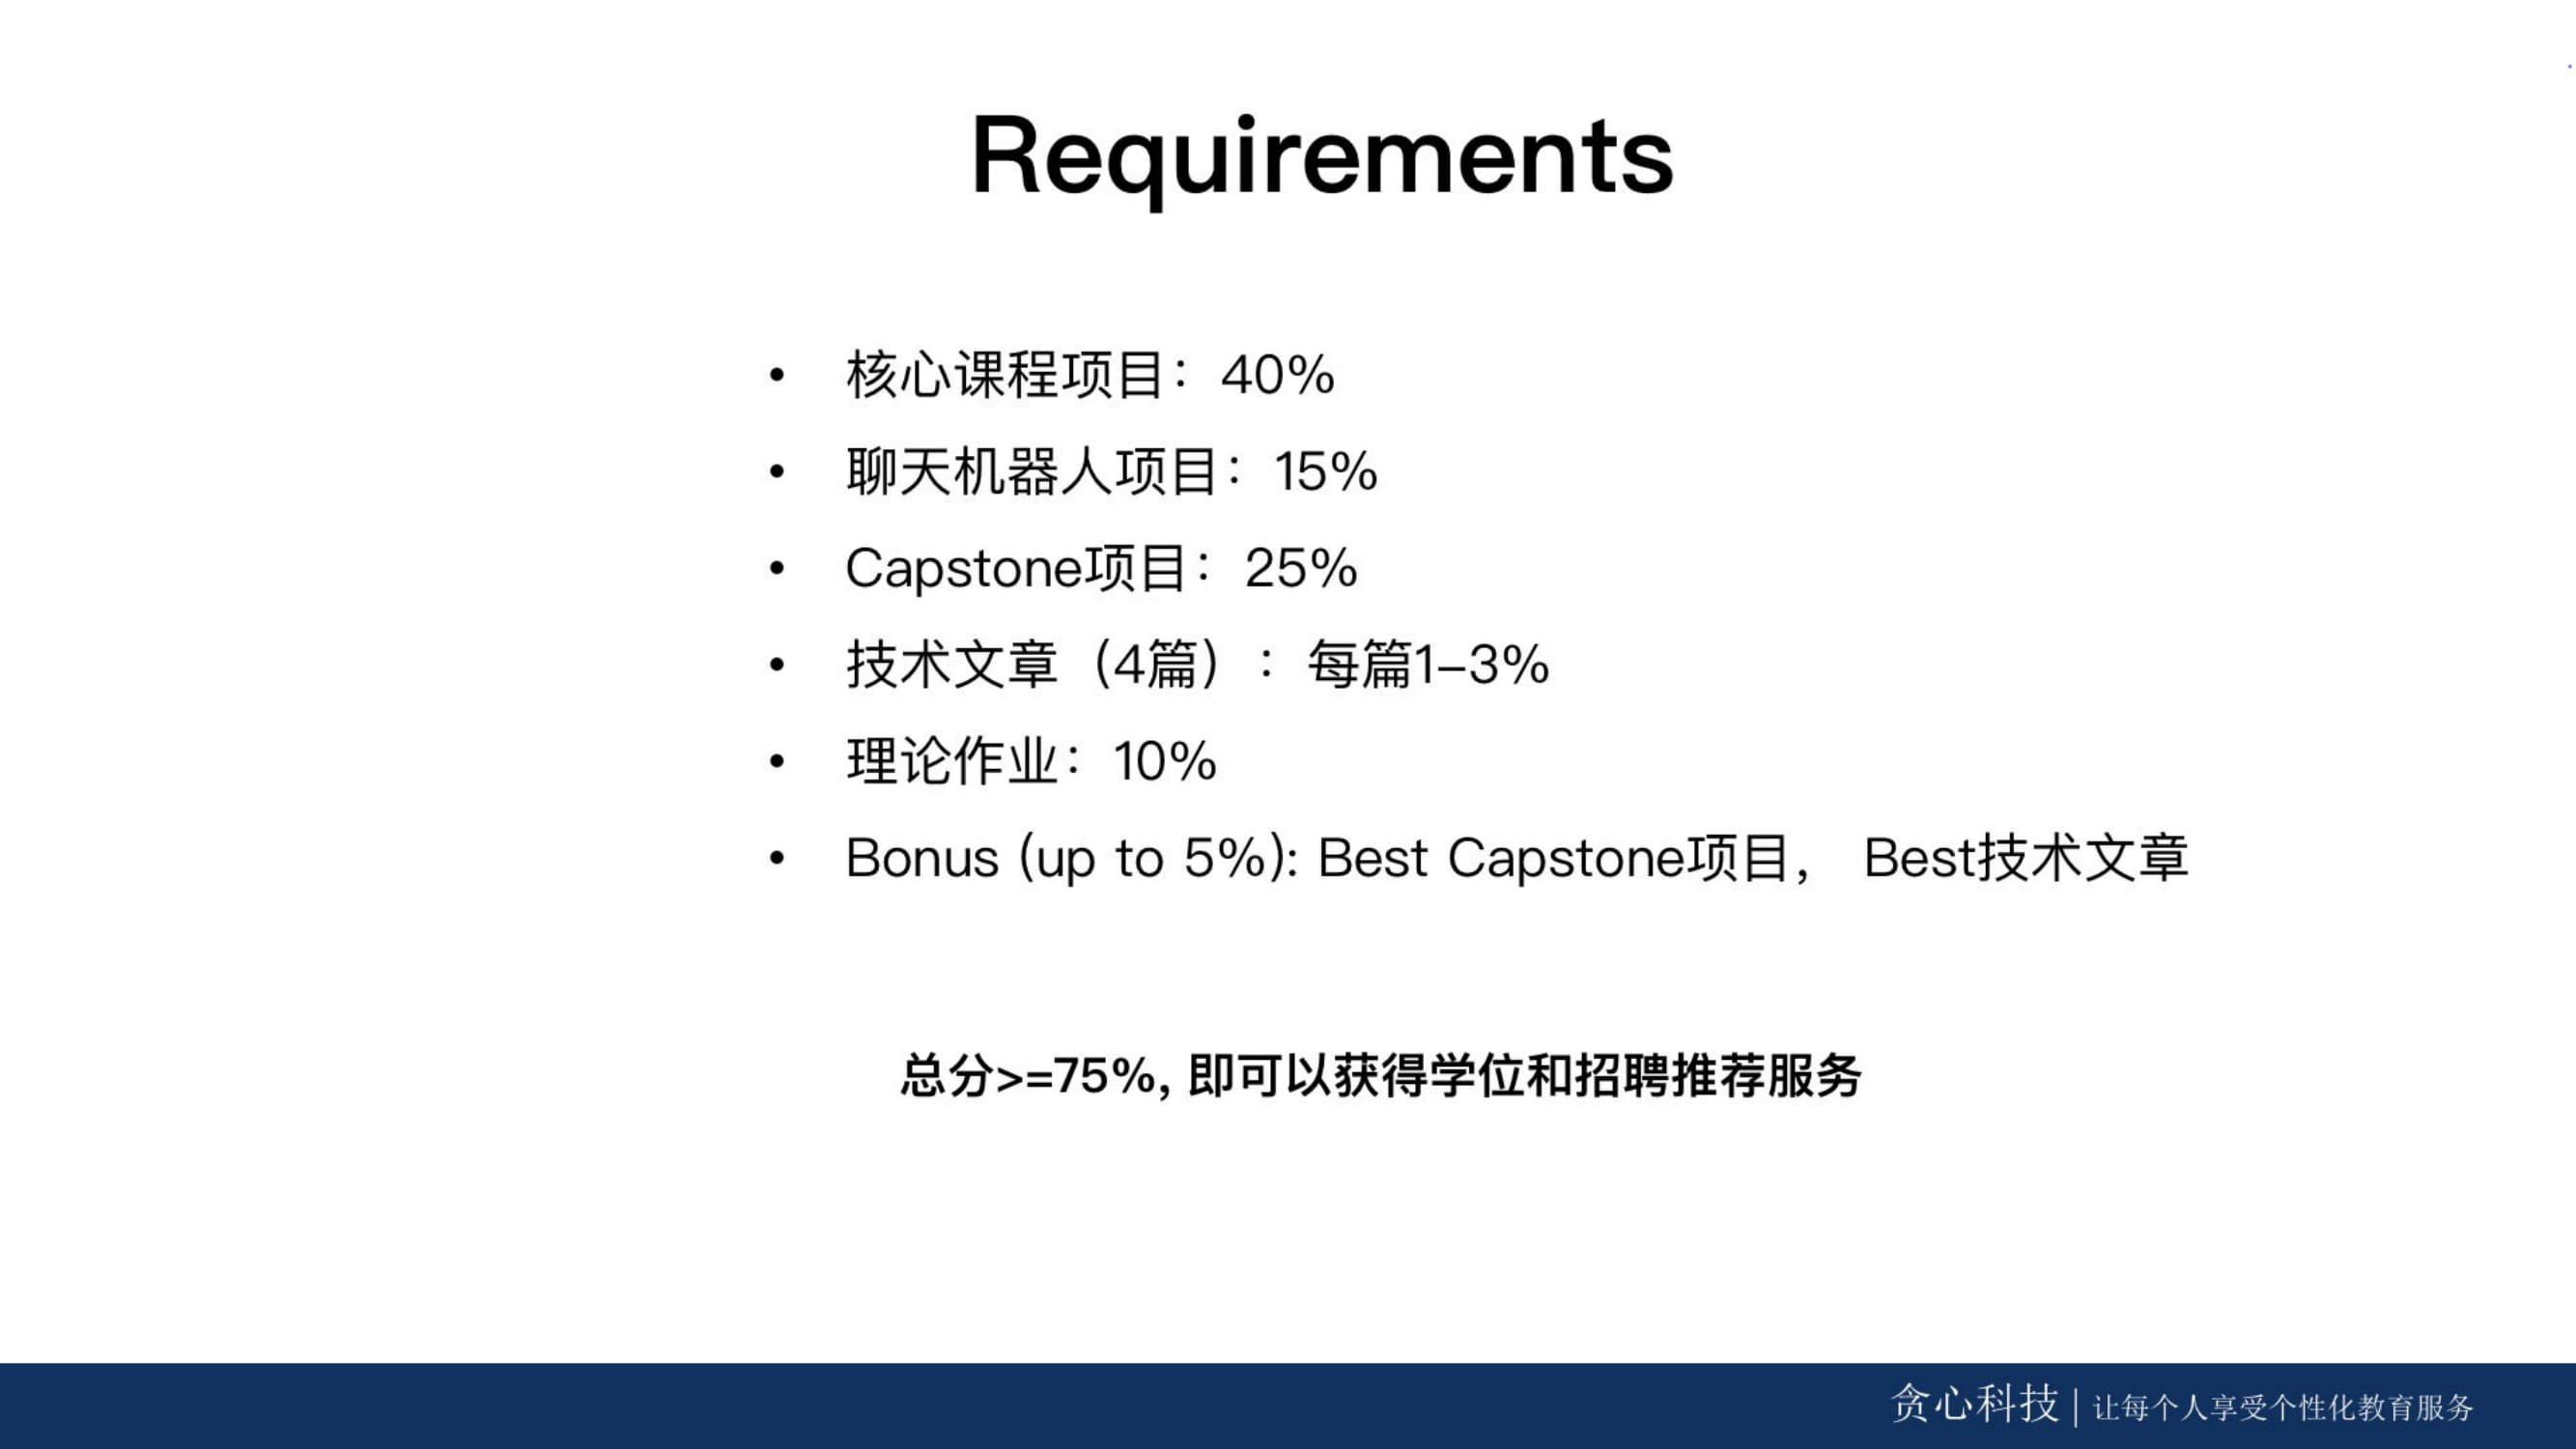 Requirements
• 核心课程项目：40%
• 聊天机器人项目：15%
• Capstone项目：25%
• 技术文章（4篇）：每篇1–3%
• 理论作业：10%
• Bonus (up to 5%): Best Capstone项目， Best技术文章
总分>=75%, 即可以获得学位和招聘推荐服务
贪心科技 | 让每个人享受个性化教育服务